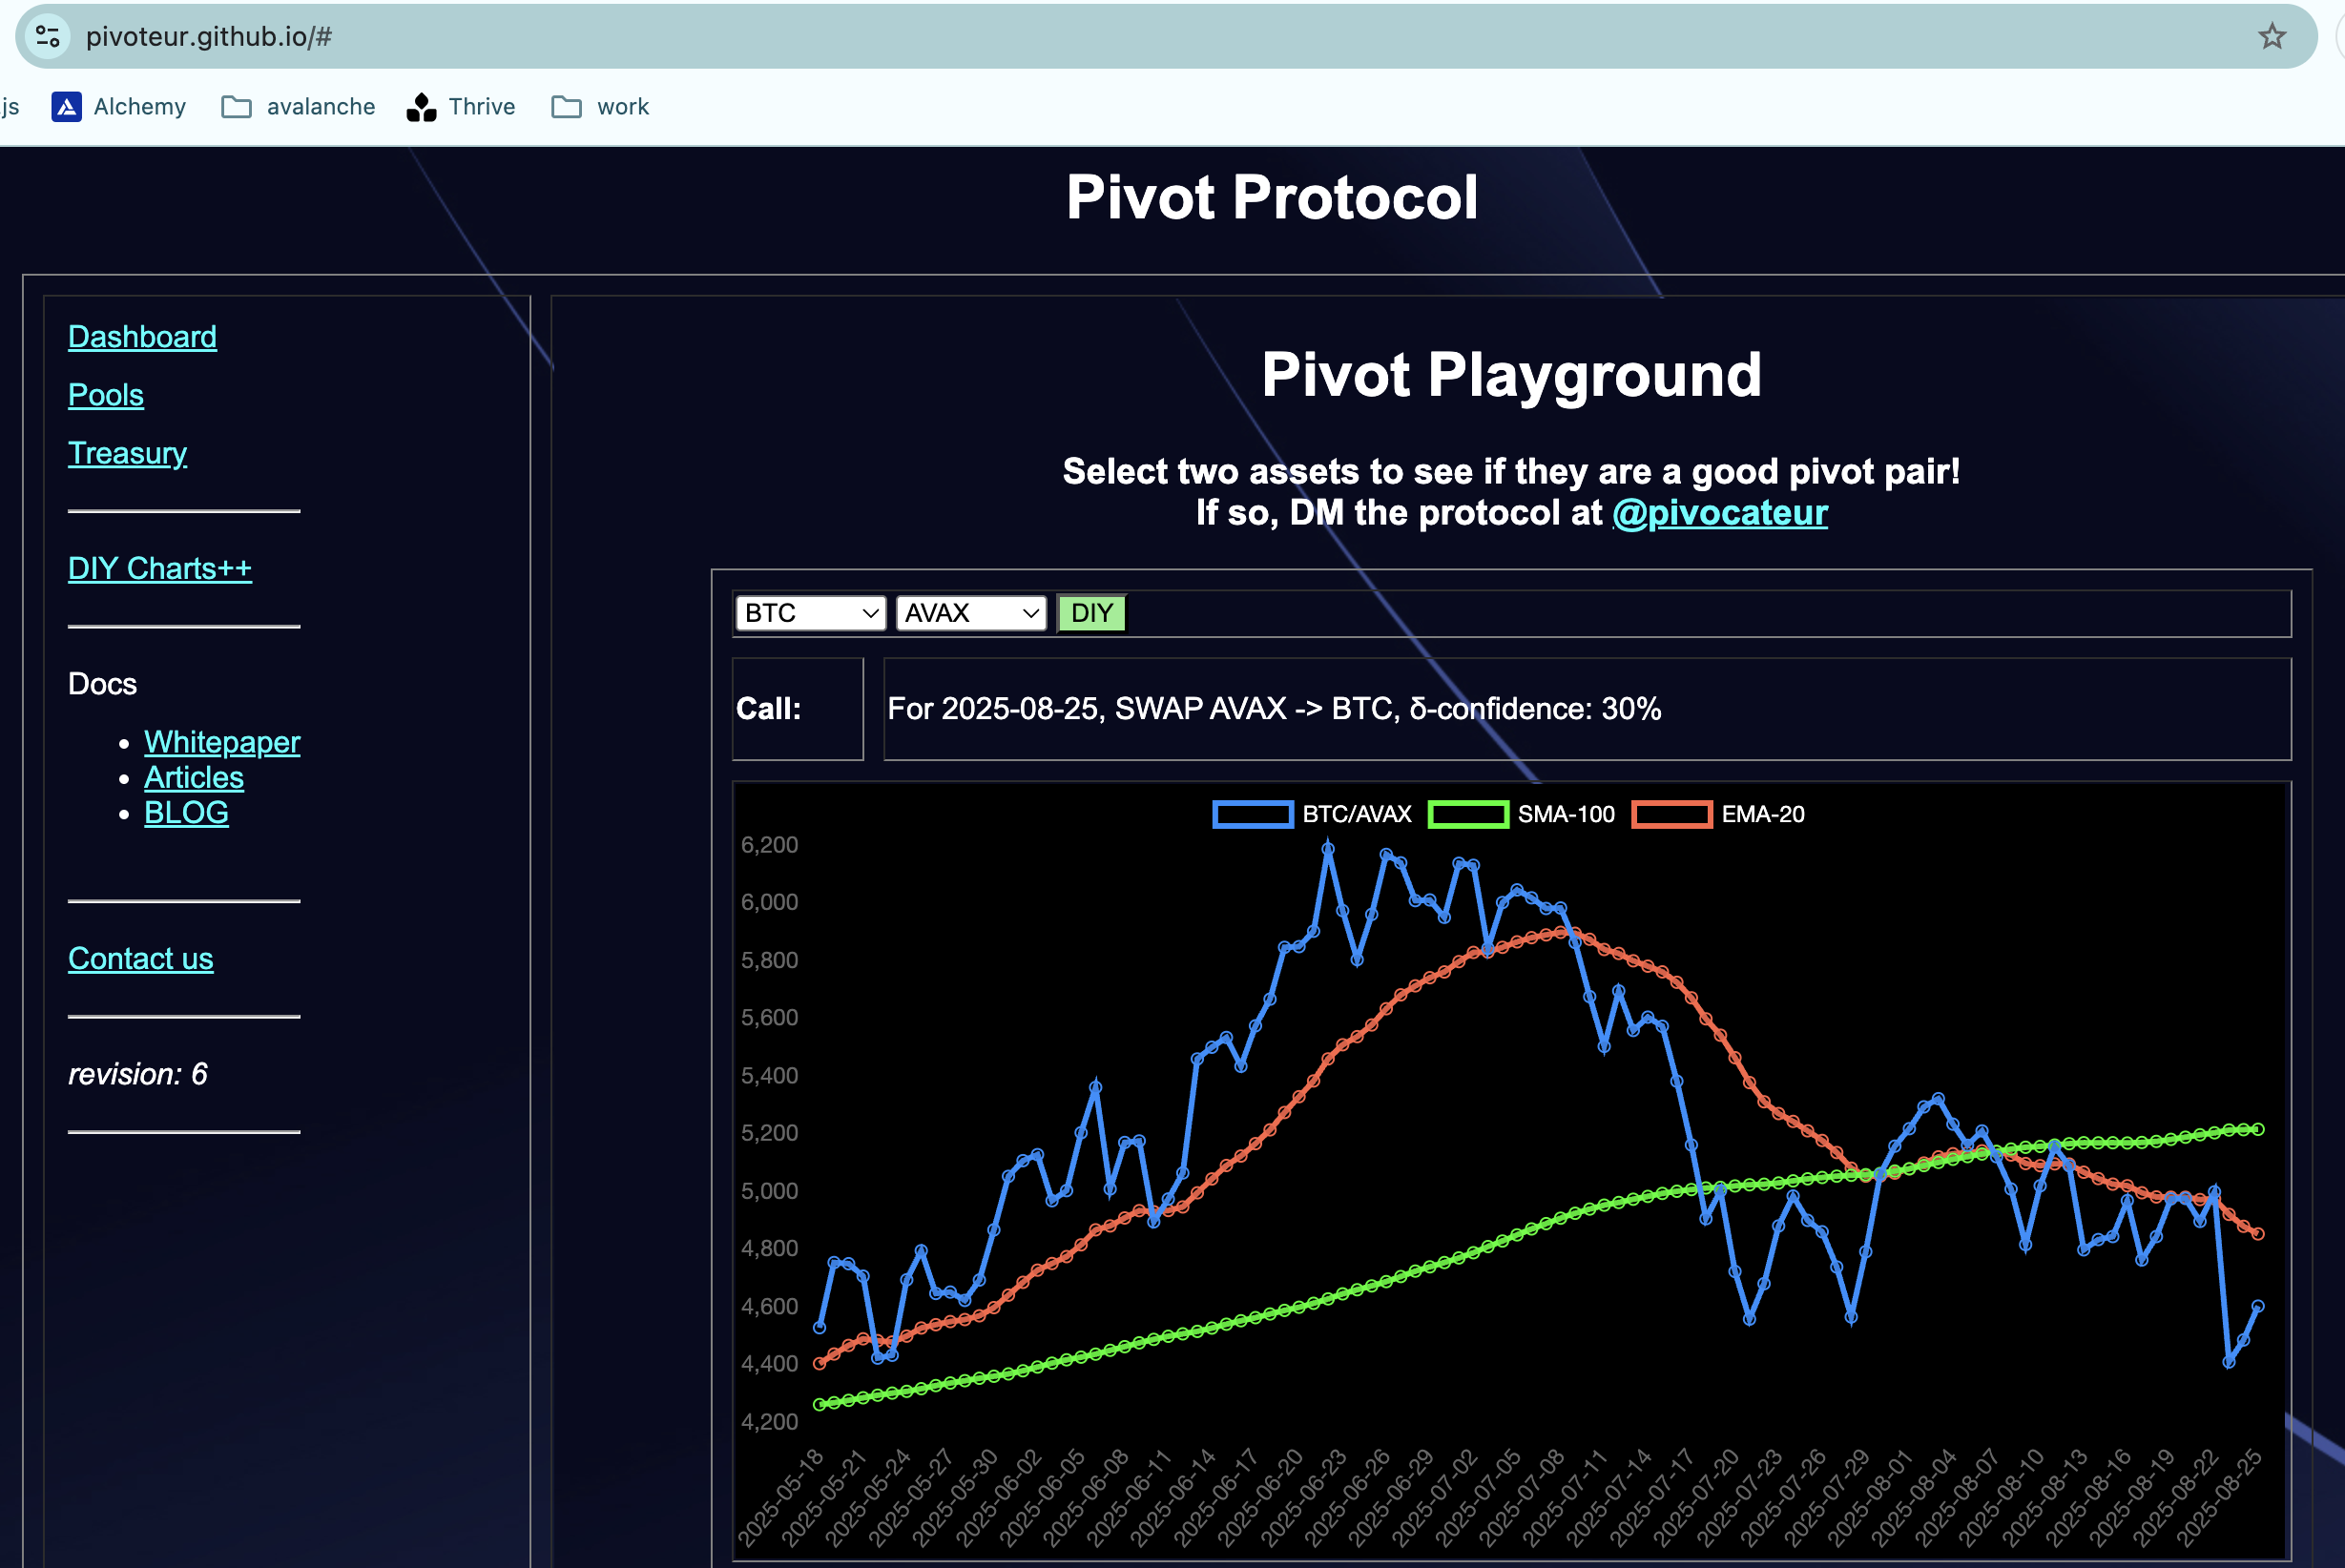 pivoteur.github.io/#
js Alchemy avalanche Thrive work
Pivot Protocol
Dashboard
Pools
Treasury
DIY Charts++
Docs
Whitepaper
Articles
BLOG
Contact us
revision: 6
Pivot Playground
Select two assets to see if they are a good pivot pair!
If so, DM the protocol at @pivocateur
BTC AVAX DIY
Call: For 2025-08-25, SWAP AVAX -> BTC, δ-confidence: 30%
BTC/AVAX SMA-100 EMA-20
6,200
6,000
5,800
5,600
5,400
5,200
5,000
4,800
4,600
4,400
4,200
2025-05-18
2025-05-21
2025-05-24
2025-05-27
2025-05-30
2025-06-02
2025-06-05
2025-06-08
2025-06-11
2025-06-14
2025-06-17
2025-06-20
2025-06-23
2025-06-26
2025-06-29
2025-07-02
2025-07-05
2025-07-08
2025-07-11
2025-07-14
2025-07-17
2025-07-20
2025-07-23
2025-07-26
2025-07-29
2025-08-01
2025-08-04
2025-08-07
2025-08-10
2025-08-13
2025-08-16
2025-08-19
2025-08-22
2025-08-25